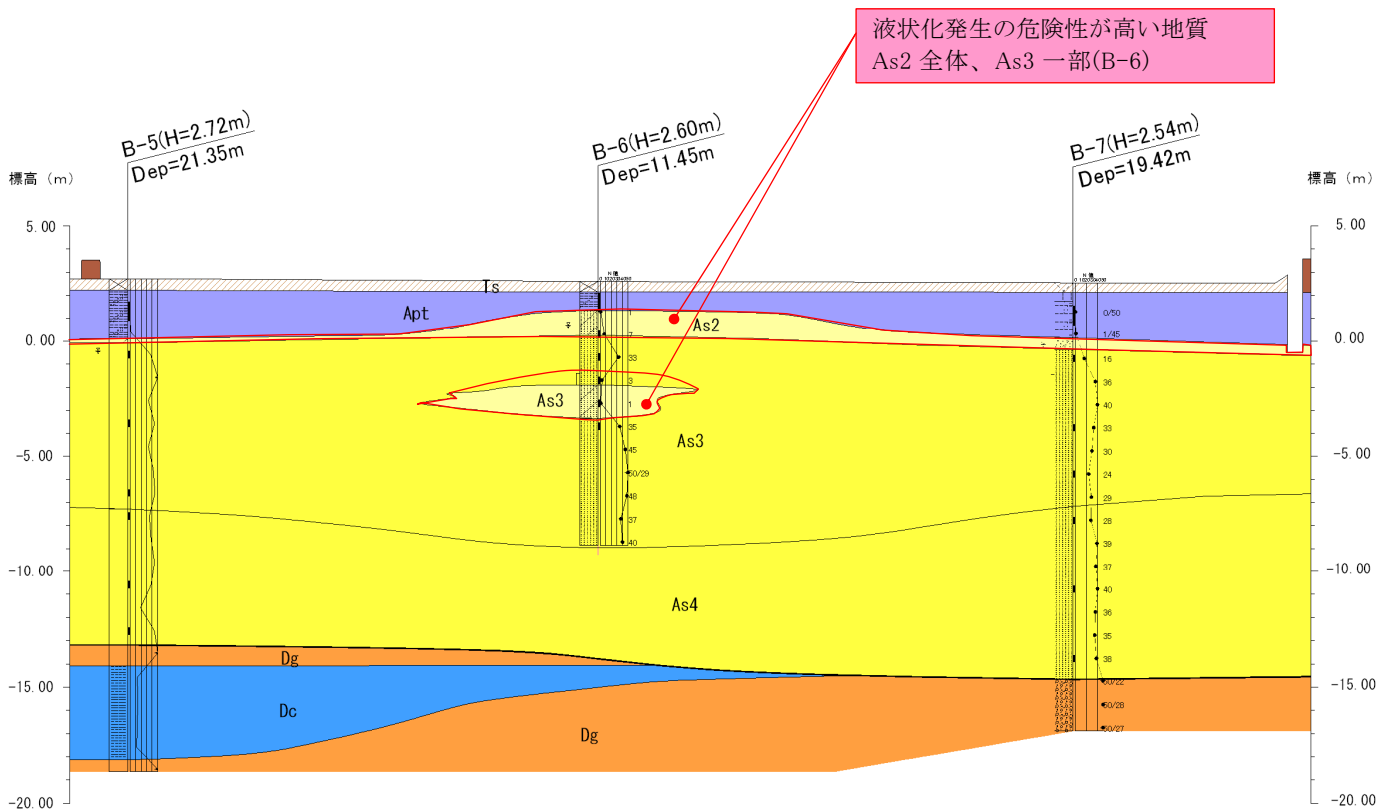 液状化発生の危険性が高い地質
As2 全体、As3 一部(B-6)
B-5(H=2.72m)
Dep=21.35m
B-6(H=2.60m)
Dep=11.45m
B-7(H=2.54m)
Dep=19.42m
標高 (m)
標高 (m)
5.00
0.00
-5.00
-10.00
-15.00
-20.00
5.00
0.00
-5.00
-10.00
-15.00
-20.00
Ts
Apt
As2
As3
As3
As4
Dg
Dc
Dg
N 値
1
7
33
3
1
35
45
50/29
48
37
40
0/50
1/45
16
36
40
33
30
24
29
28
39
37
40
36
35
38
50/22
50/28
50/27